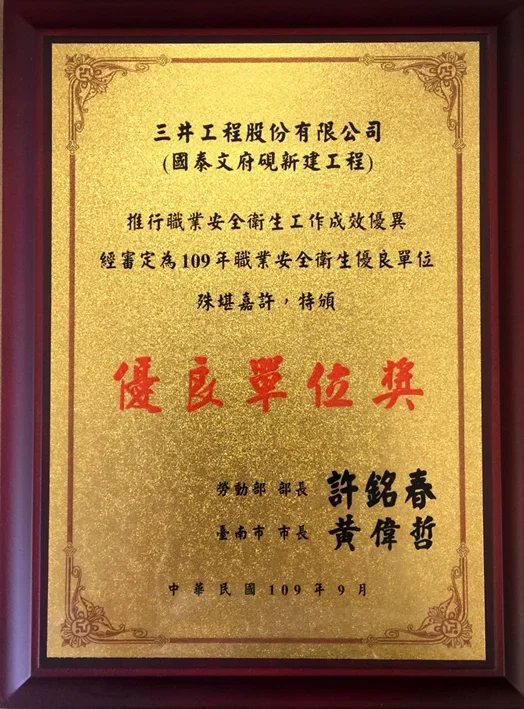 三井工程股份有限公司
(國泰文府硯新建工程)
推行職業安全衛生工作成效優異
經審定為109年職業安全衛生優良單位
殊堪嘉許，特頒
優良單位獎
勞動部 部長 許銘春
臺南市 市長 黃偉哲
中華民國109年9月